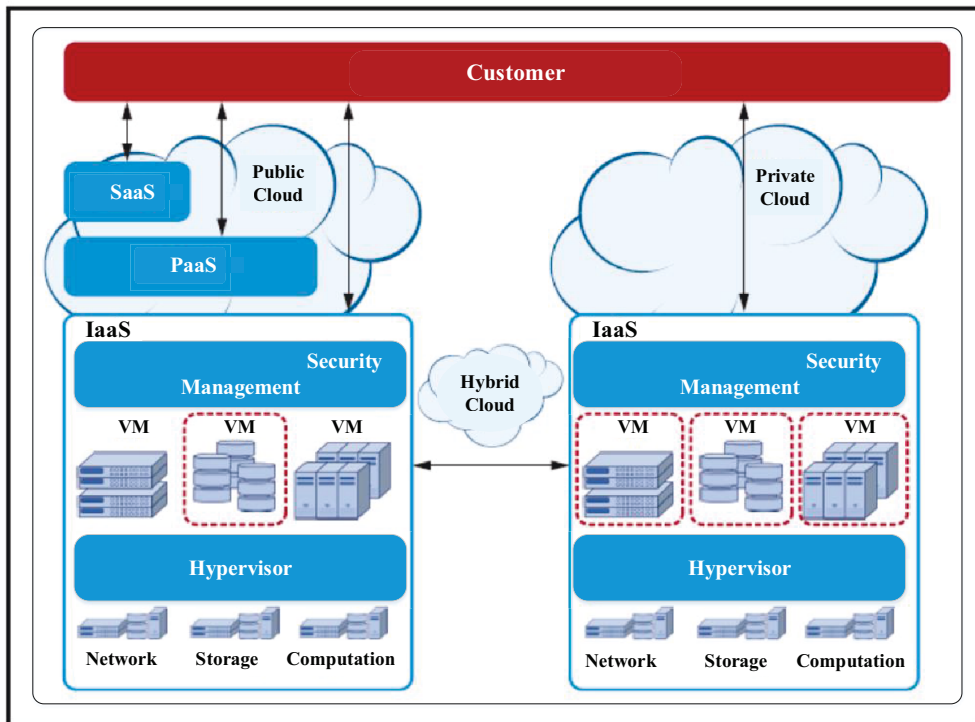 Customer
SaaS
Public
Cloud
PaaS
Private
Cloud
IaaS
Security
Management
VM VM VM
Hypervisor
Network Storage Computation
Hybrid
Cloud
IaaS
Security
Management
VM VM VM
Hypervisor
Network Storage Computation